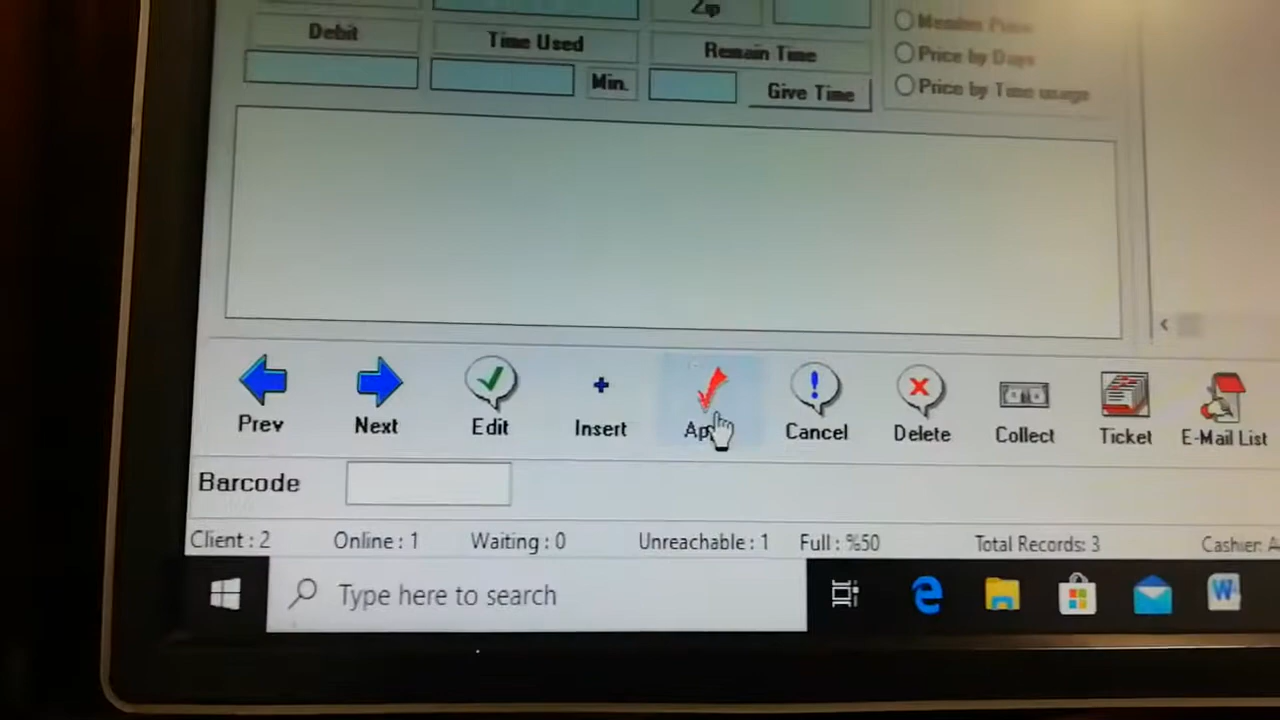 Zip
Debit
Time Used
Remain Time
Min.
Give Time
Member Price
Price by Days
Price by Time usage
Prev
Next
Edit
Insert
Cancel
Delete
Collect
Ticket
E-Mail List
Barcode
Client : 2
Online : 1
Waiting : 0
Unreachable : 1
Full : %50
Total Records: 3
Cashier:
Type here to search
W